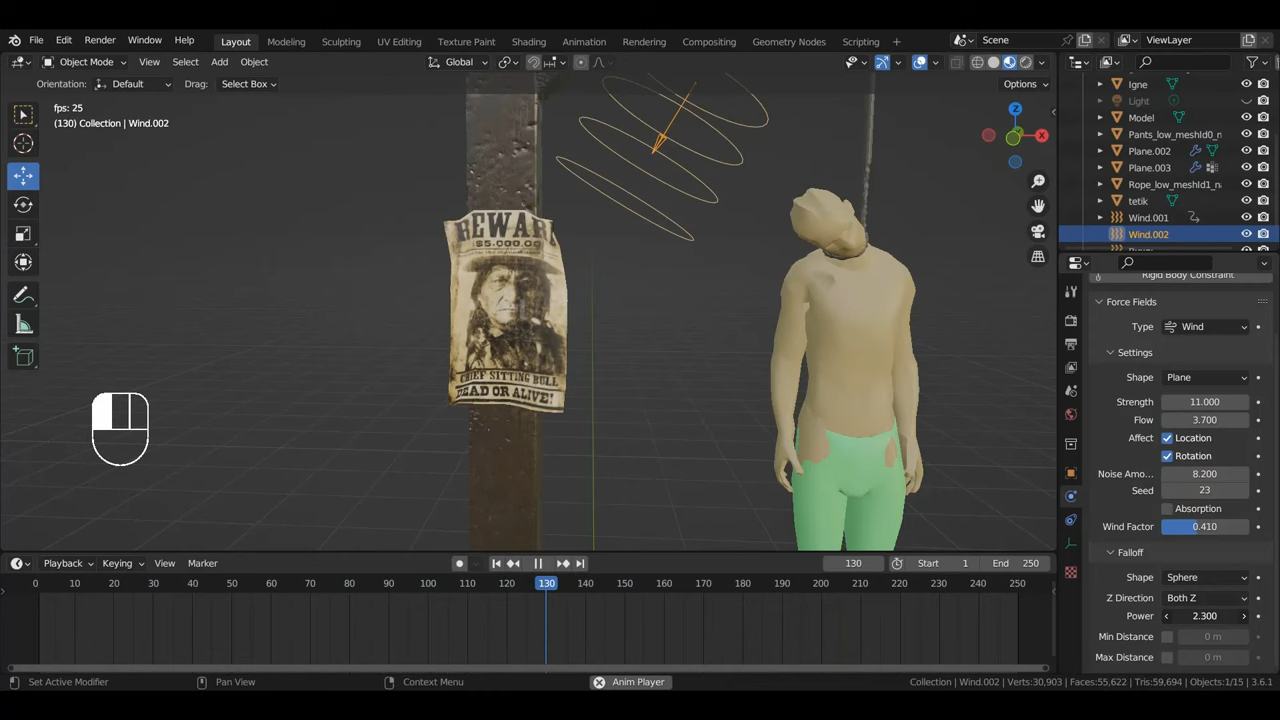 File Edit Render Window Help Layout Modeling Sculpting UV Editing Texture Paint Shading Animation Rendering Compositing Geometry Nodes Scripting + Scene ViewLayer
Object Mode View Select Add Object Global
Orientation: Default Drag: Select Box Options
fps: 25
(130) Collection | Wind.002
Z
X
REWAR
$5,000.00
CHIEF SITTING BULL
DEAD OR ALIVE!
Igne
Light
Model
Pants_low_meshId0_n
Plane.002
Plane.003
Rope_low_meshId1_n
tetik
Wind.001
Wind.002
Rigid Body Constraint
Force Fields
Type Wind
Settings
Shape Plane
Strength 11.000
Flow 3.700
Affect Location
Rotation
Noise Amo... 8.200
Seed 23
Absorption
Wind Factor 0.410
Falloff
Shape Sphere
Z Direction Both Z
Power 2.300
Min Distance 0 m
Max Distance 0 m
Playback Keying View Marker 130 Start 1 End 250
0 10 20 30 40 50 60 70 80 90 100 110 120 130 140 150 160 170 180 190 200 210 220 230 240 250
Set Active Modifier Pan View Context Menu Anim Player Collection | Wind.002 | Verts:30,903 | Faces:55,622 | Tris:59,694 | Objects:1/15 | 3.6.1